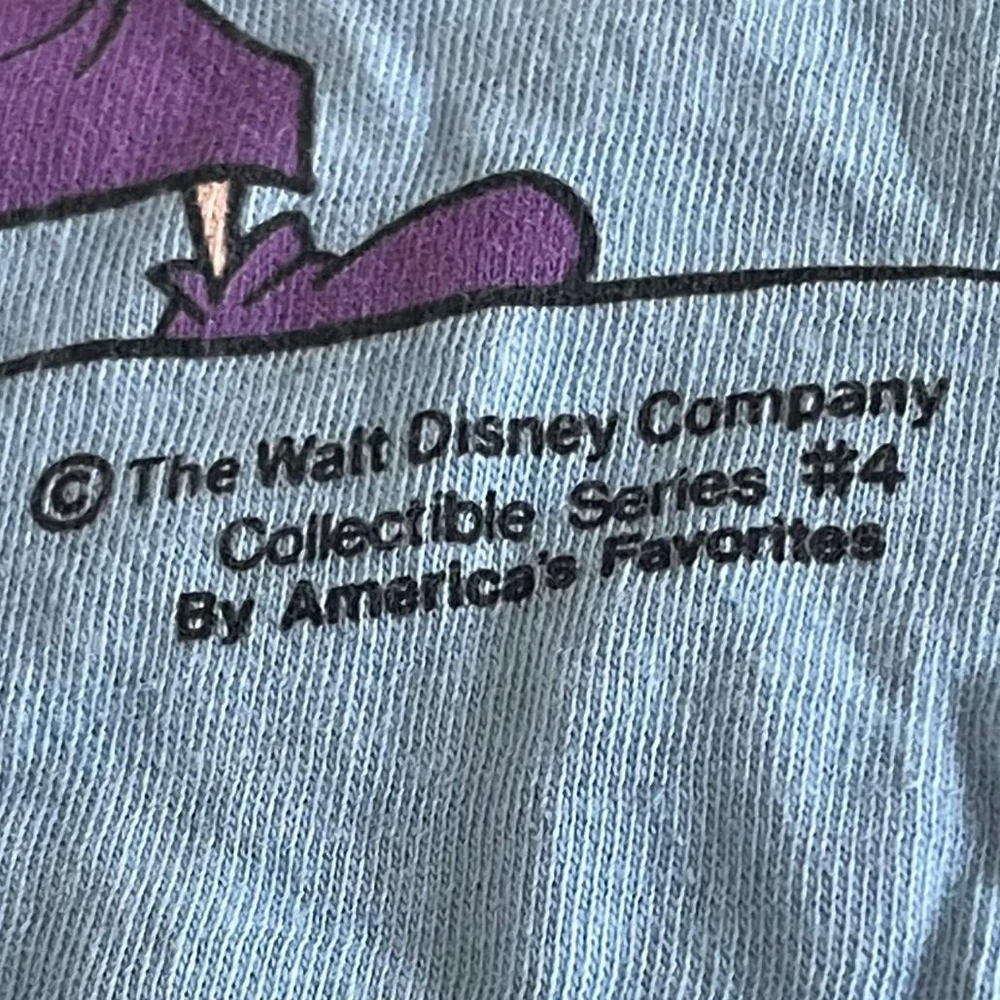 ©The Walt Disney Company
Collectible Series #4
By America's Favorites